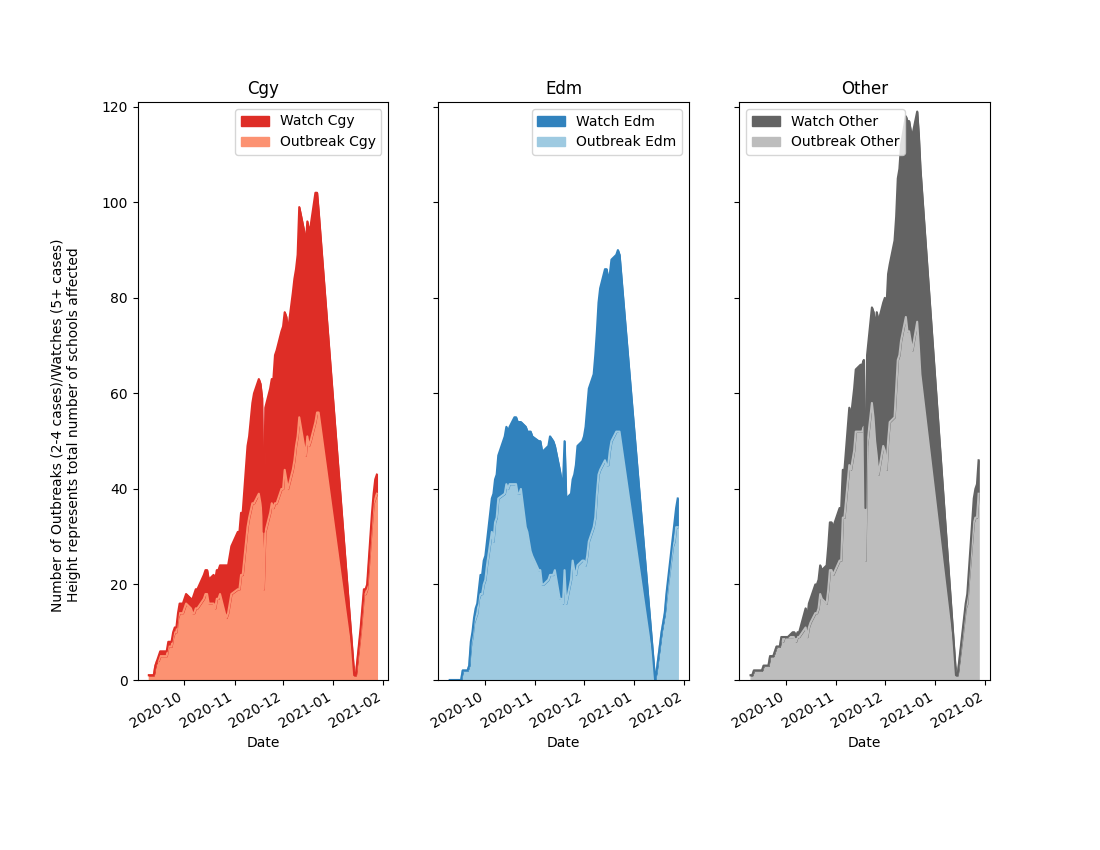 Cgy
Edm
Other
120
100
80
60
40
20
0
Number of Outbreaks (2-4 cases)/Watches (5+ cases)
Height represents total number of schools affected
Watch Cgy
Outbreak Cgy
Watch Edm
Outbreak Edm
Watch Other
Outbreak Other
2020-10
2020-11
2020-12
2021-01
2021-02
2020-10
2020-11
2020-12
2021-01
2021-02
2020-10
2020-11
2020-12
2021-01
2021-02
Date
Date
Date